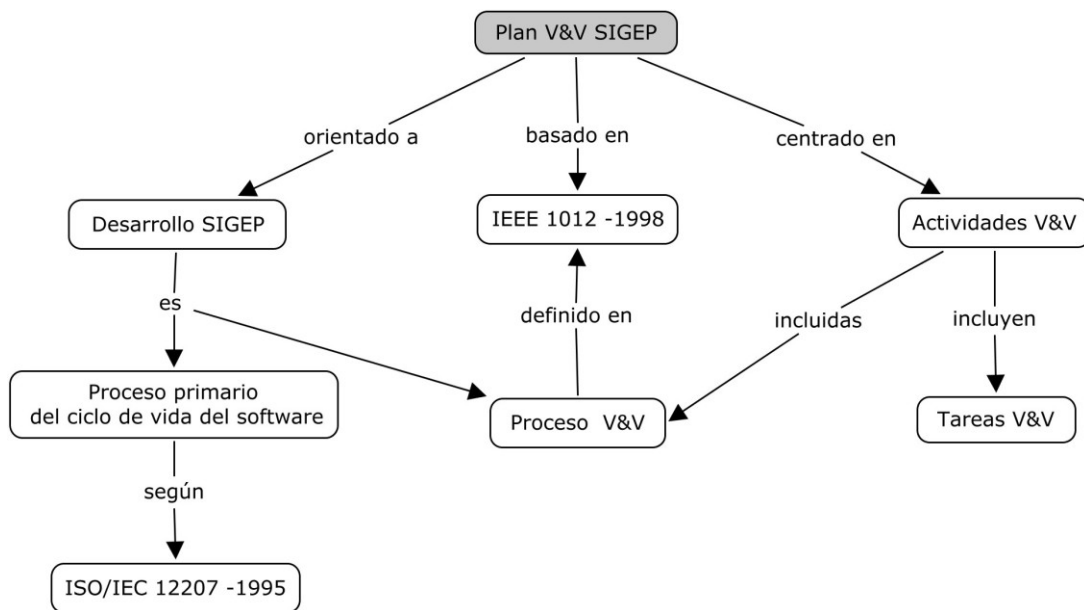 Plan V&V SIGEP
orientado a
basado en
centrado en
Desarrollo SIGEP
IEEE 1012 -1998
Actividades V&V
es
definido en
incluidas
incluyen
Proceso primario
del ciclo de vida del software
Proceso V&V
Tareas V&V
según
ISO/IEC 12207 -1995